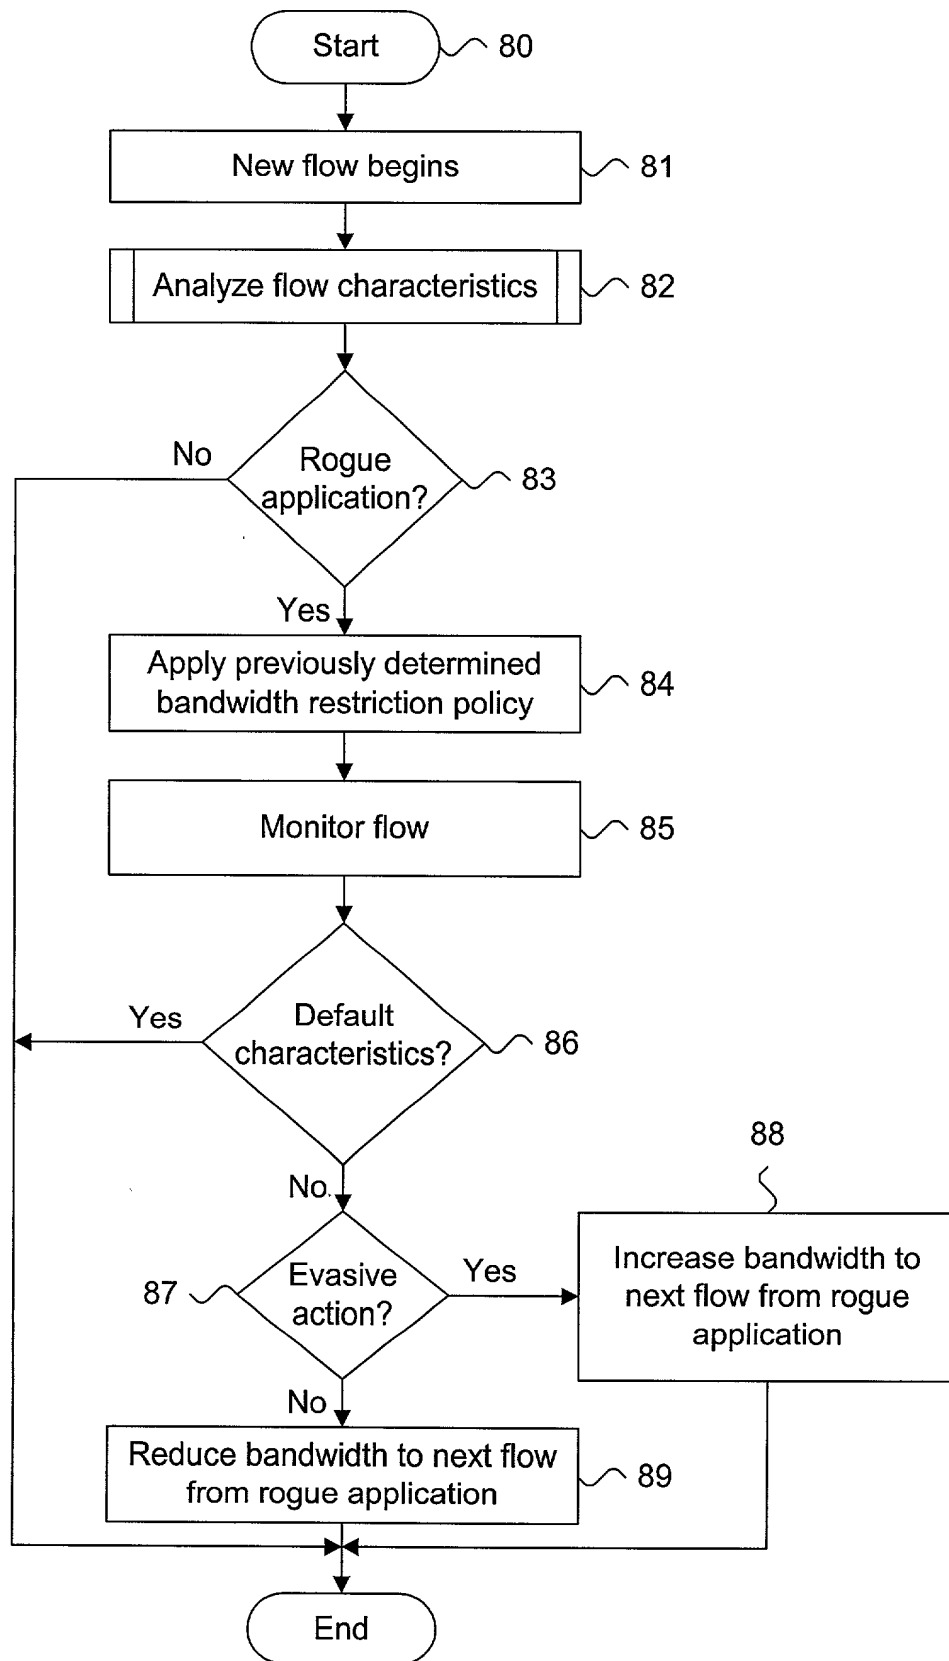 Start
80
New flow begins
81
Analyze flow characteristics
82
No
Rogue
application?
83
Yes
Apply previously determined
bandwidth restriction policy
84
Monitor flow
85
Yes
Default
characteristics?
86
88
No
87
Evasive
action?
Yes
Increase bandwidth to
next flow from rogue
application
No
Reduce bandwidth to next flow
from rogue application
89
End